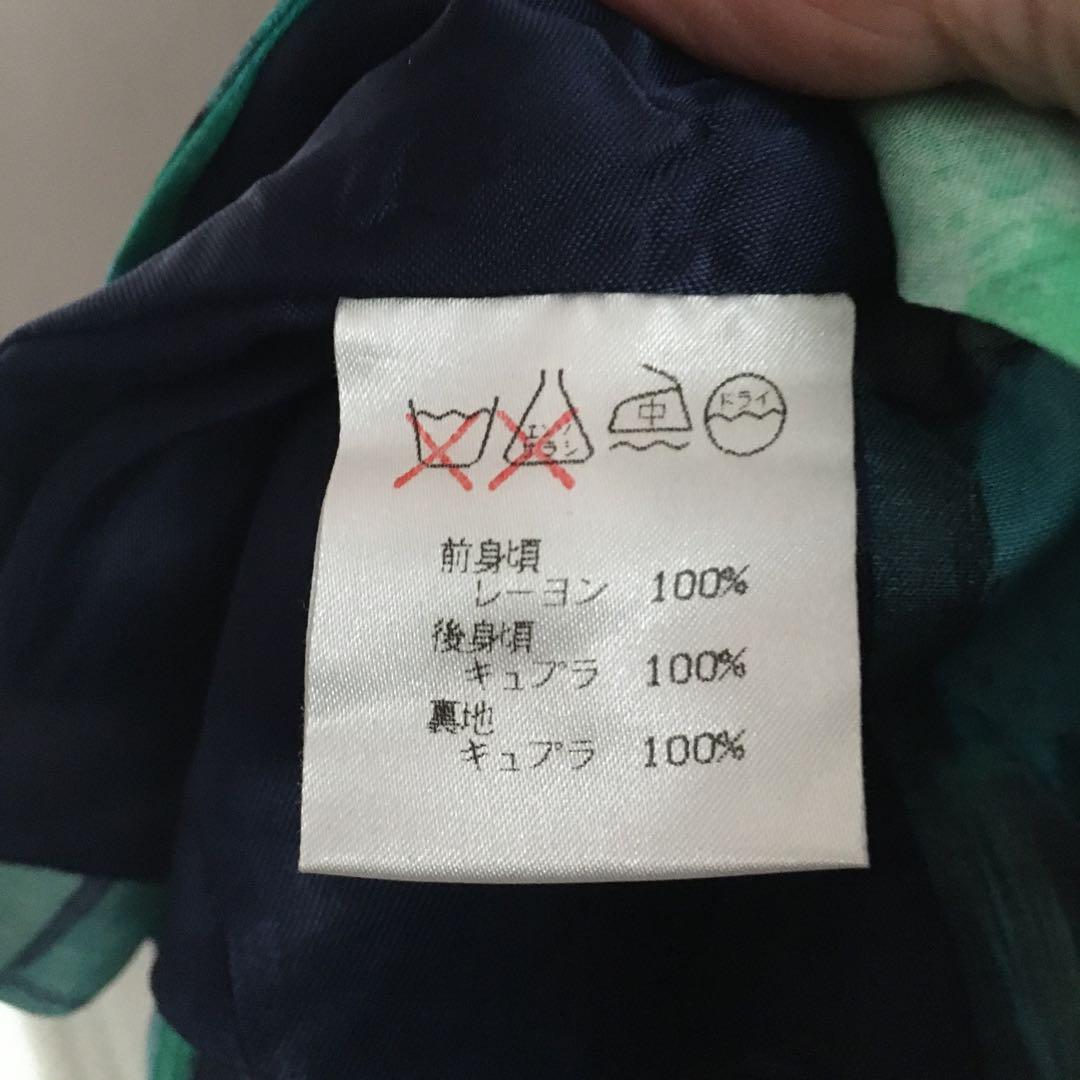 エンソ
サラシ
中
ドライ
前身頃
レーヨン 100%
後身頃
キュプラ 100%
裏地
キュプラ 100%